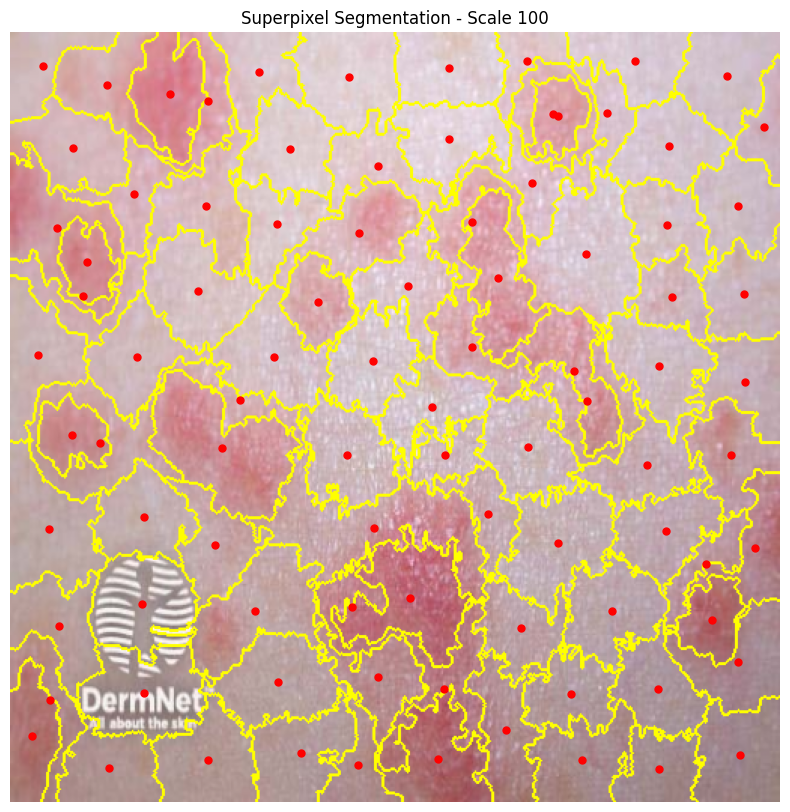 Superpixel Segmentation - Scale 100
DermNet
All about the skin